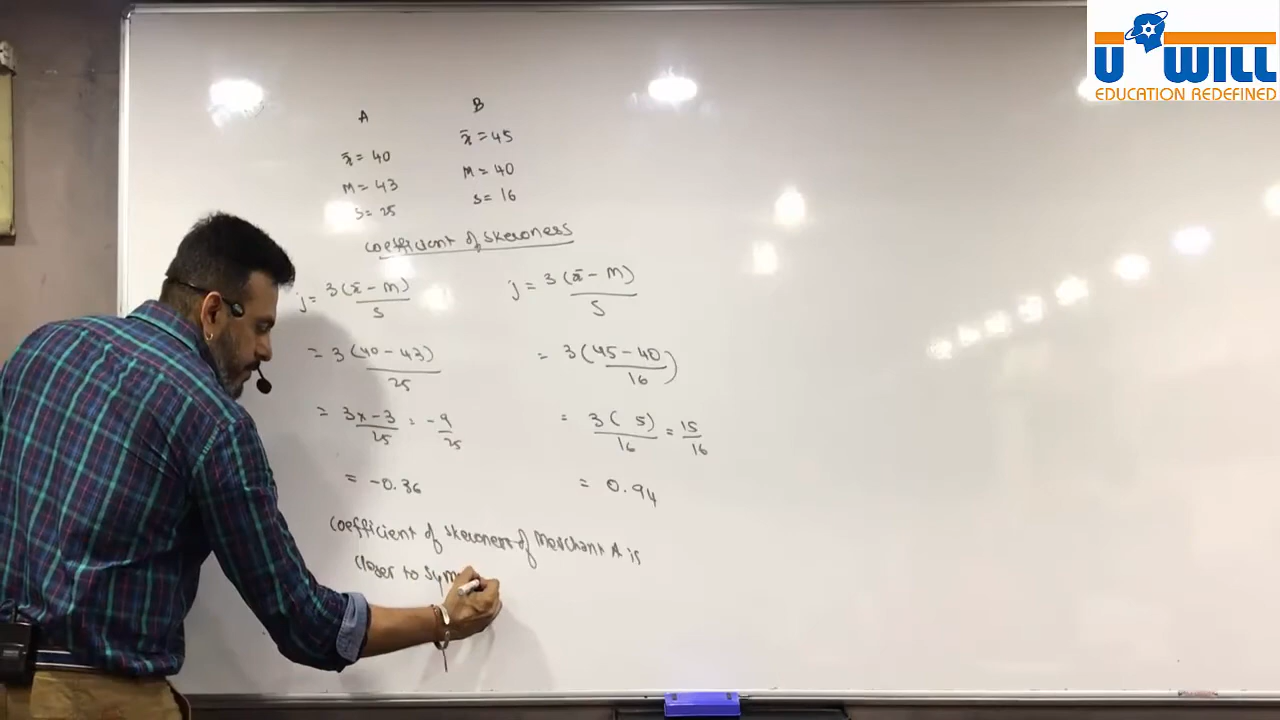 U WILL
EDUCATION REDEFINED
A
x̄ = 40
M = 43
S = 25
B
x̄ = 45
M = 40
S = 16
Coefficient of Skewness
j = 3(x̄ - M) / S
= 3(40 - 43) / 25
= 3x-3 / 25 = -9 / 25
= -0.36
j = 3(x̄ - M) / S
= 3(45 - 40) / 16
= 3( 5) / 16 = 15 / 16
= 0.94
Coefficient of Skewness of Merchant A is
closer to Sym